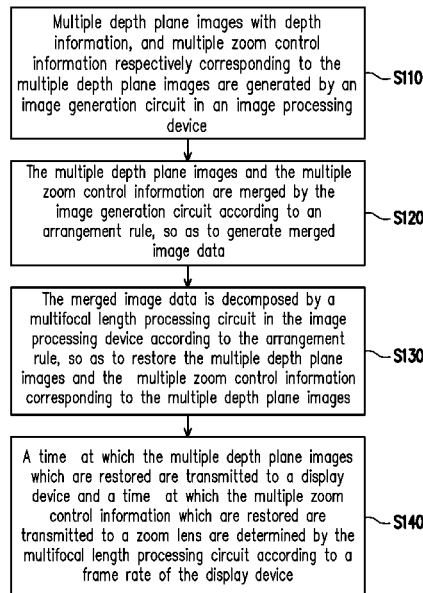 Multiple depth plane images with depth
information, and multiple zoom control
information respectively corresponding to the
multiple depth plane images are generated by an
image generation circuit in an image processing
device
S110
The multiple depth plane images and the multiple
zoom control information are merged by the
image generation circuit according to an
arrangement rule, so as to generate merged
image data
S120
The merged image data is decomposed by a
multifocal length processing circuit in the image
processing device according to the arrangement
rule, so as to restore the multiple depth plane
images and the multiple zoom control information
corresponding to the multiple depth plane images
S130
A time at which the multiple depth plane images
which are restored are transmitted to a display
device and a time at which the multiple zoom
control information which are restored are
transmitted to a zoom lens are determined by the
multifocal length processing circuit according to a
frame rate of the display device
S140